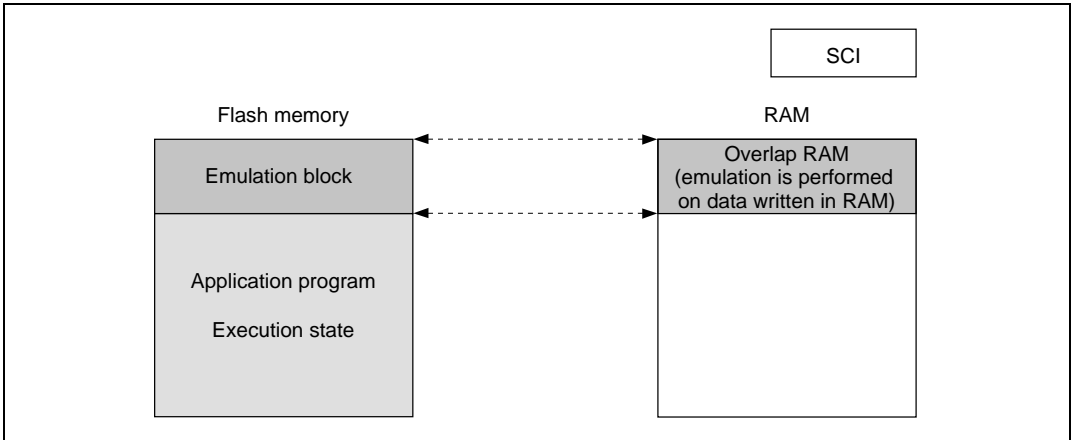 SCI
Flash memory
RAM
Emulation block
Overlap RAM
(emulation is performed
on data written in RAM)
Application program
Execution state